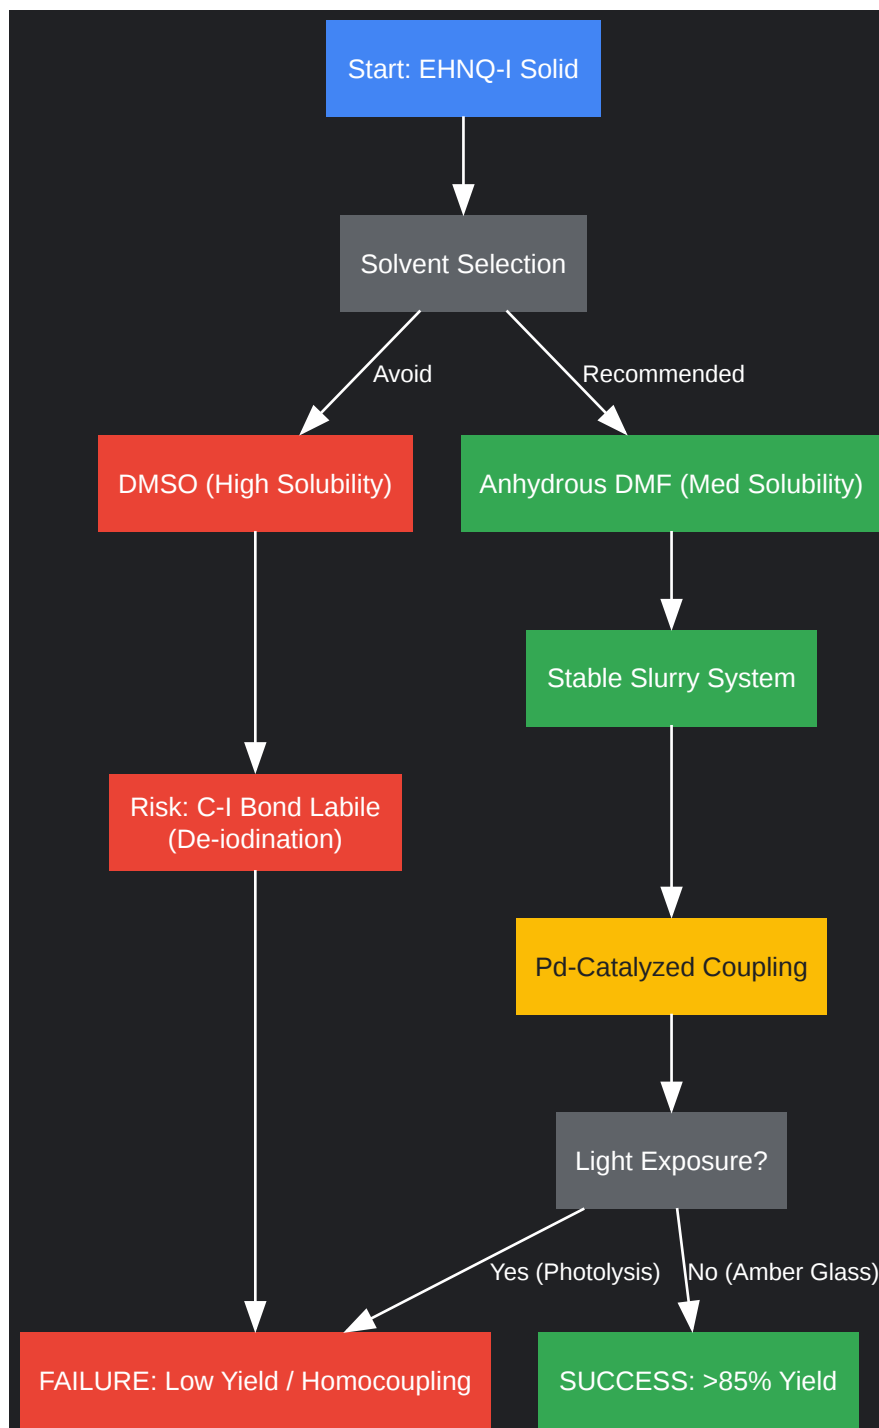 Start: EHNQ-I Solid
Solvent Selection
Avoid
Recommended
DMSO (High Solubility)
Anhydrous DMF (Med Solubility)
Stable Slurry System
Risk: C-I Bond Labile
(De-iodination)
Pd-Catalyzed Coupling
Light Exposure?
Yes (Photolysis)
No (Amber Glass)
FAILURE: Low Yield / Homocoupling
SUCCESS: >85% Yield